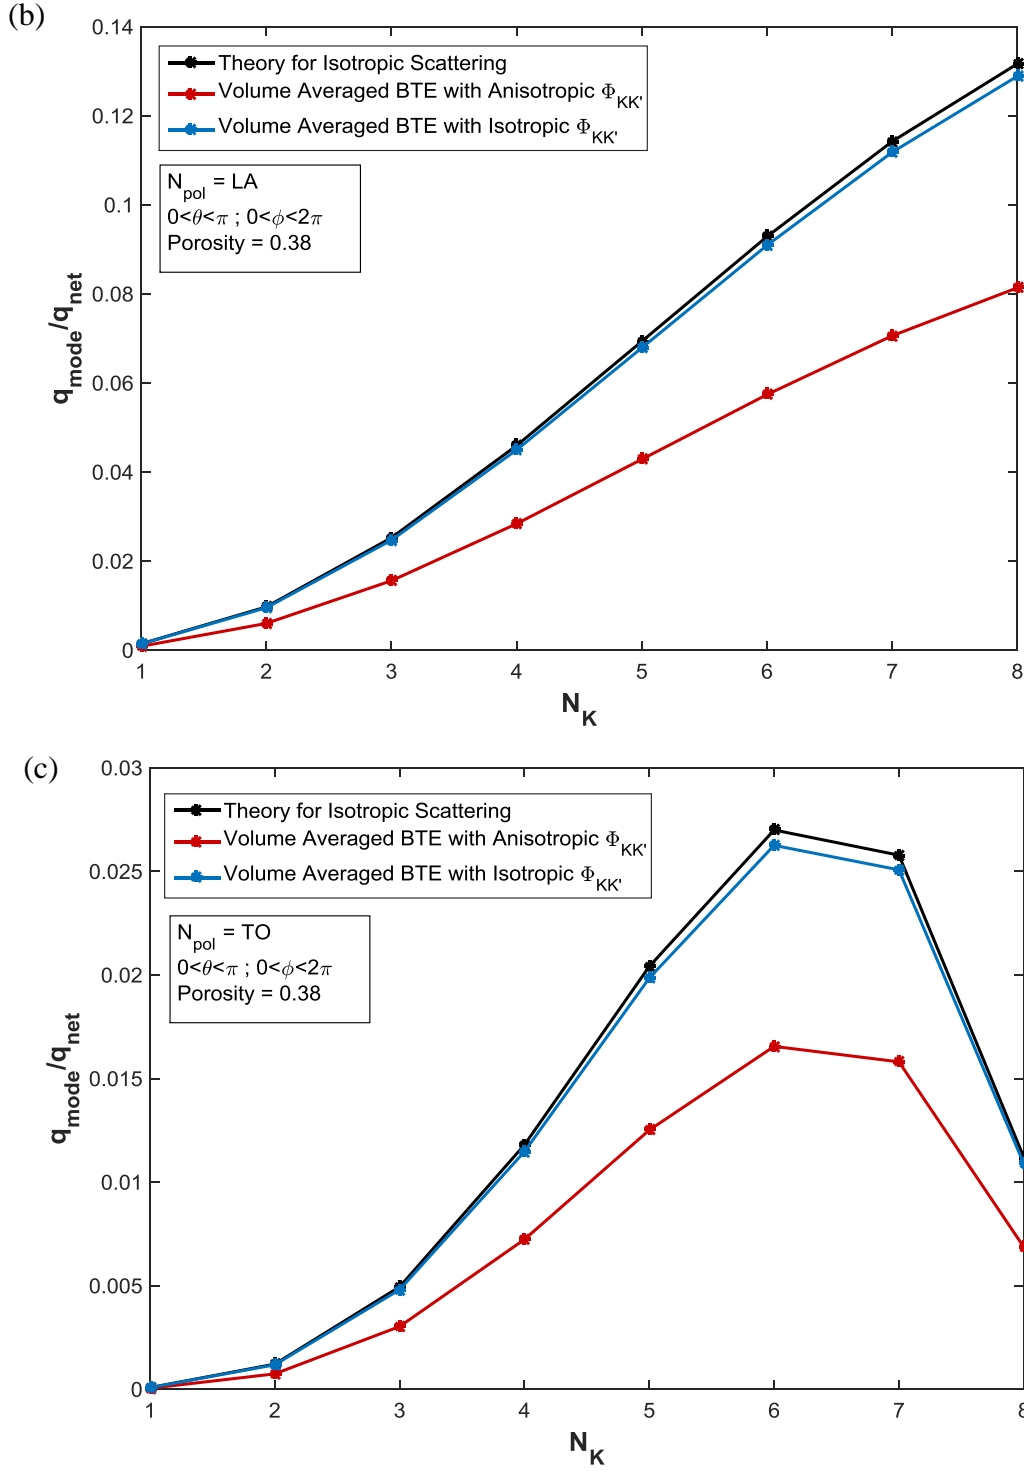 (b)
0.14
0.12
0.1
0.08
0.06
0.04
0.02
0
q_mode/q_net
Theory for Isotropic Scattering
Volume Averaged BTE with Anisotropic Φ_KK'
Volume Averaged BTE with Isotropic Φ_KK'
N_pol = LA
0<θ<π ; 0<ϕ<2π
Porosity = 0.38
1 2 3 4 5 6 7 8
N_K
(c)
0.03
0.025
0.02
0.015
0.01
0.005
0
q_mode/q_net
Theory for Isotropic Scattering
Volume Averaged BTE with Anisotropic Φ_KK'
Volume Averaged BTE with Isotropic Φ_KK'
N_pol = TO
0<θ<π ; 0<ϕ<2π
Porosity = 0.38
1 2 3 4 5 6 7 8
N_K